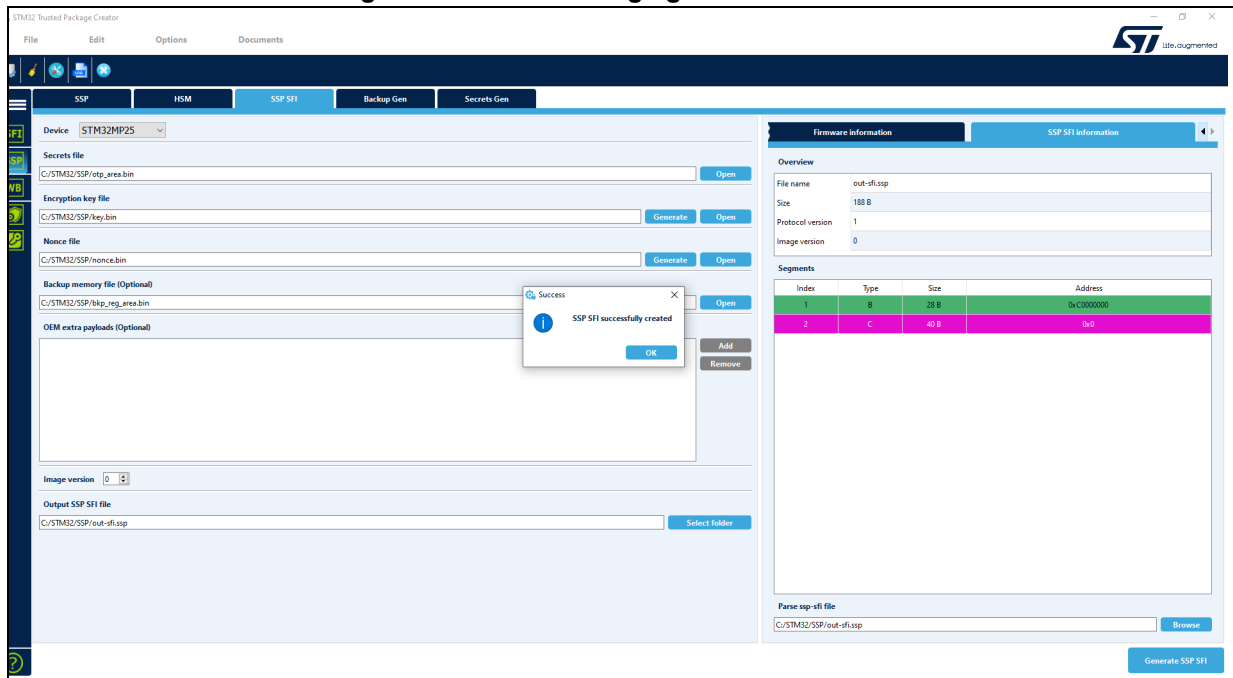 STM32 Trusted Package Creator
File Edit Options Documents
life.augmented
SSP HSM SSP SFI Backup Gen Secrets Gen
Device STM32MP25
Secrets file
C:/STM32/SSP/otp_area.bin Open
Encryption key file
C:/STM32/SSP/key.bin Generate Open
Nonce file
C:/STM32/SSP/nonce.bin Generate Open
Backup memory file (Optional)
C:/STM32/SSP/bkp_reg_area.bin Open
OEM extra payloads (Optional)
Add
Remove
Image version 0
Output SSP SFI file
C:/STM32/SSP/out-sfi.ssp Select folder
Success
SSP SFI successfully created
OK
Firmware information SSP SFI information
Overview
File name out-sfi.ssp
Size 188 B
Protocol version 1
Image version 0
Segments
Index Type Size Address
1 B 28 B 0xC0000000
2 C 40 B 0x0
Parse ssp-sfi file
C:/STM32/SSP/out-sfi.ssp Browse
Generate SSP SFI
SFI
SSP
WB